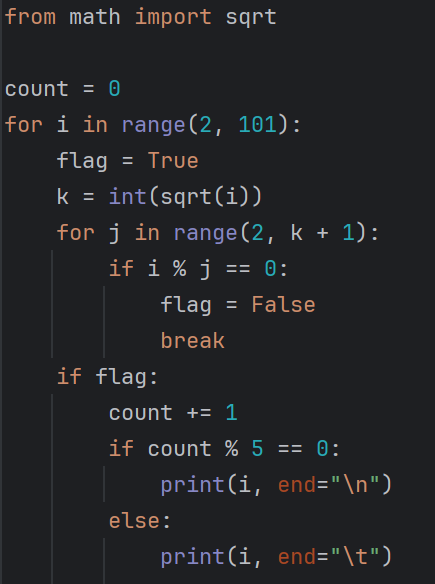 from math import sqrt

count = 0
for i in range(2, 101):
    flag = True
    k = int(sqrt(i))
    for j in range(2, k + 1):
        if i % j == 0:
            flag = False
            break
    if flag:
        count += 1
        if count % 5 == 0:
            print(i, end="\n")
        else:
            print(i, end="\t")